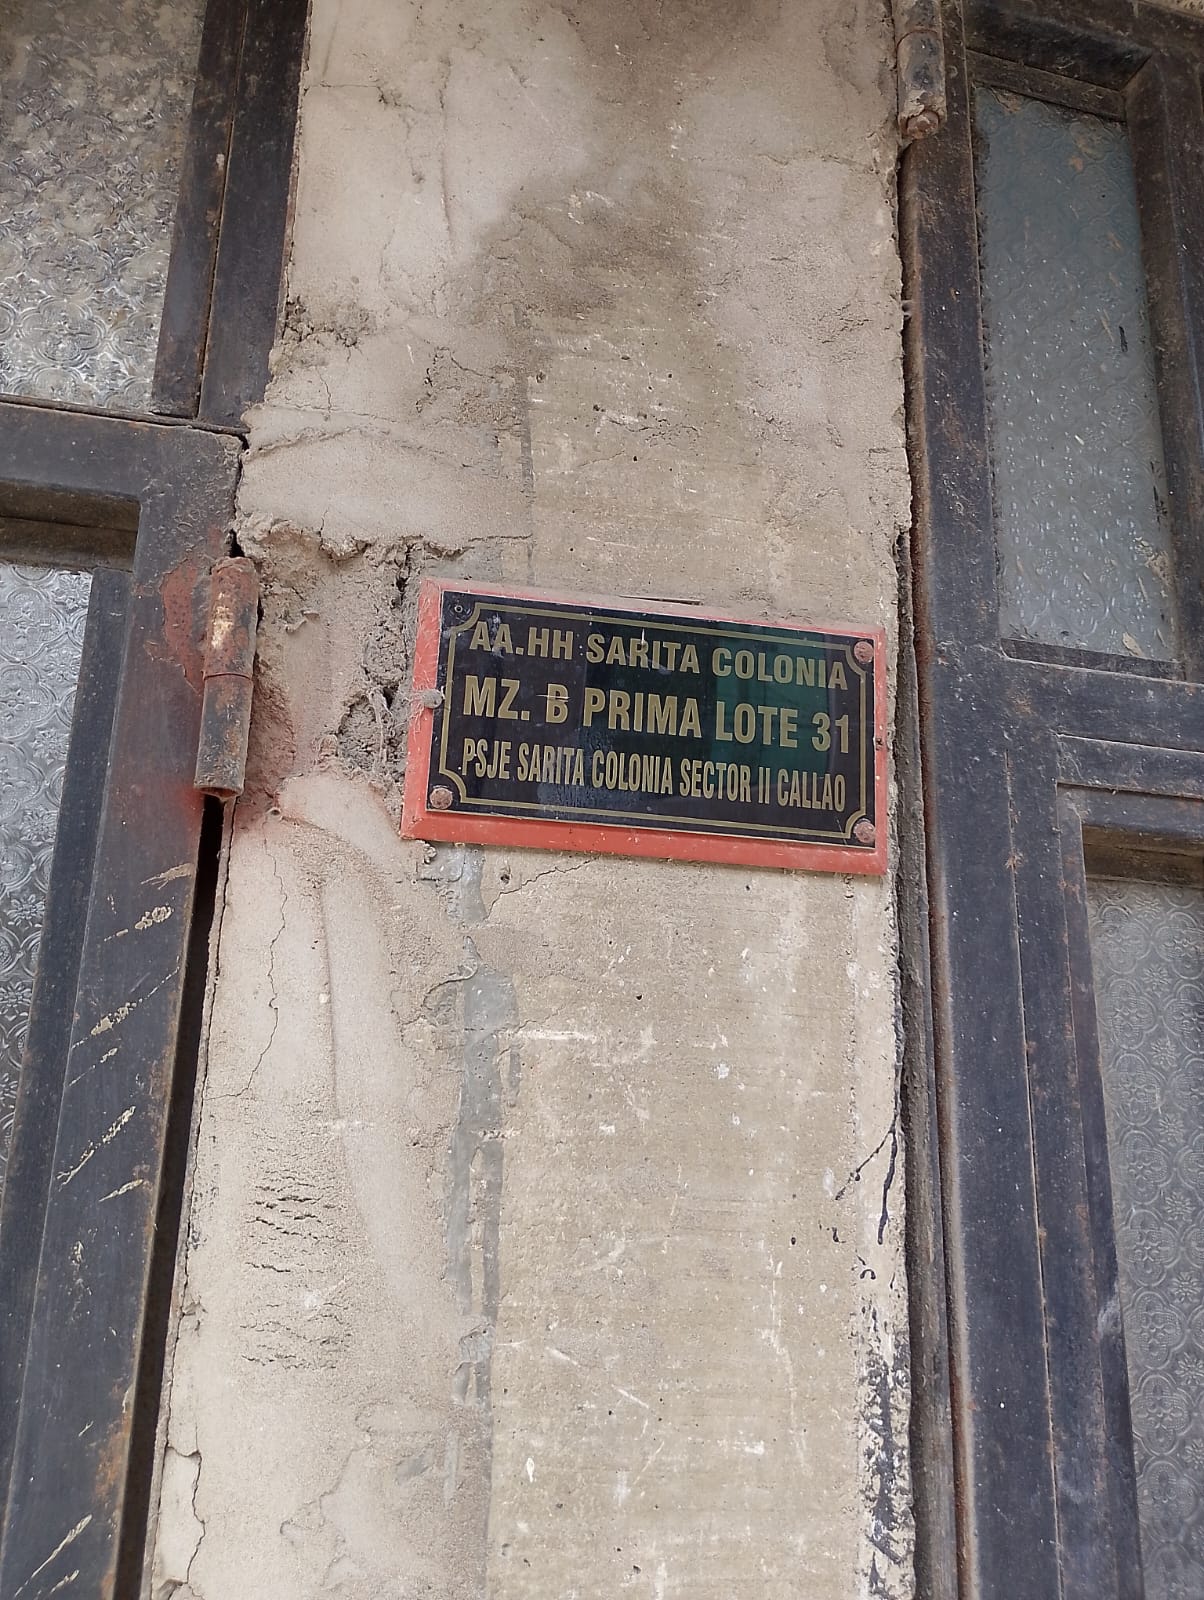 AA.HH SARITA COLONIA
MZ. B PRIMA LOTE 31
PSJE SARITA COLONIA SECTOR II CALLAO